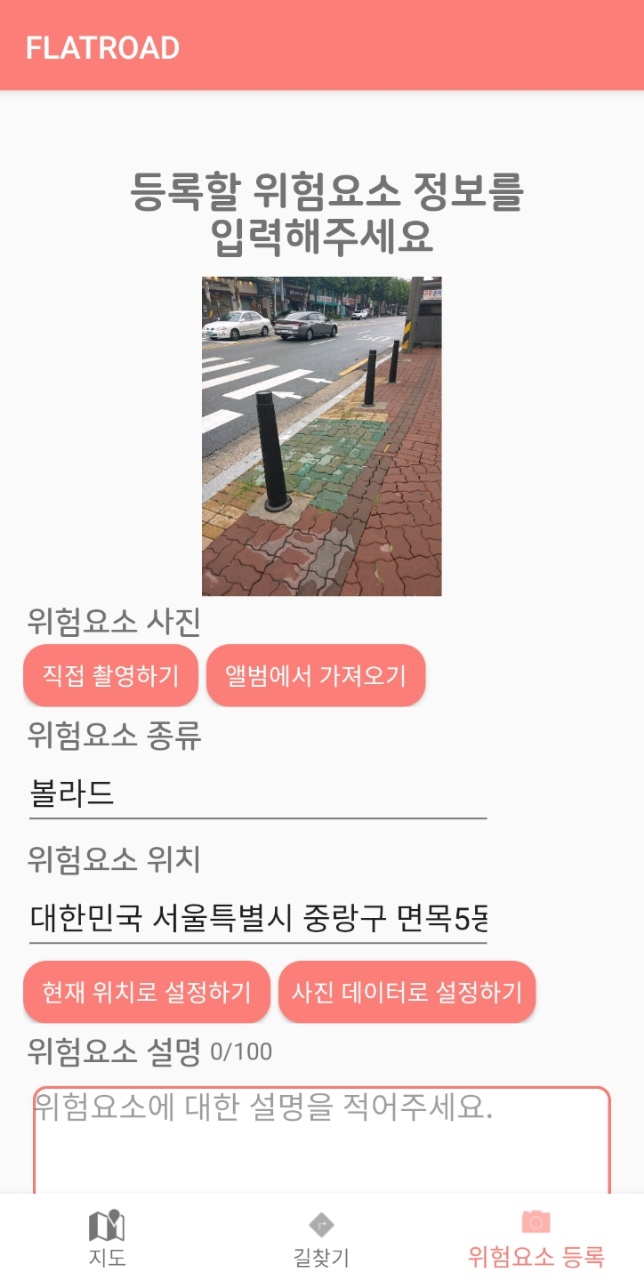 FLATROAD
등록할 위험요소 정보를
입력해주세요
위험요소 사진
직접 촬영하기 앨범에서 가져오기
위험요소 종류
볼라드
위험요소 위치
대한민국 서울특별시 중랑구 면목5동
현재 위치로 설정하기 사진 데이터로 설정하기
위험요소 설명 0/100
위험요소에 대한 설명을 적어주세요.
지도 길찾기 위험요소 등록